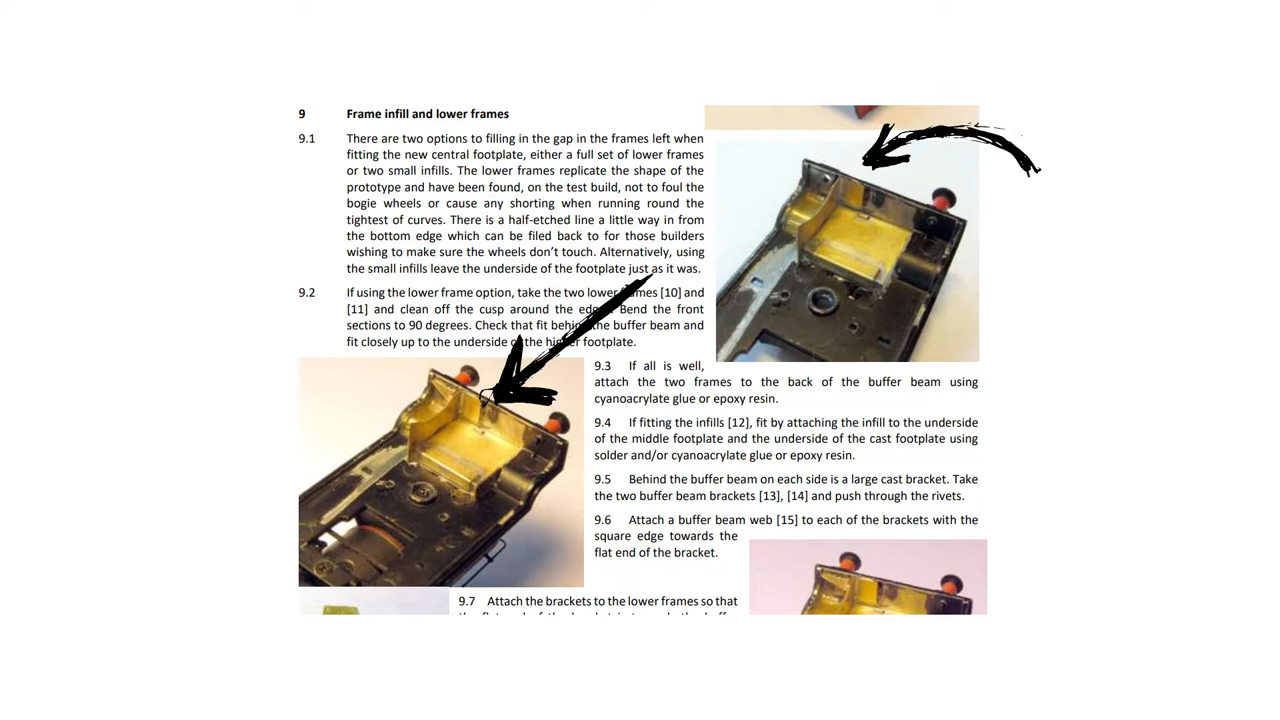 9 Frame infill and lower frames
9.1 There are two options to filling in the gap in the frames left when
fitting the new central footplate, either a full set of lower frames
or two small infills. The lower frames replicate the shape of the
prototype and have been found, on the test build, not to foul the
bogie wheels or cause any shorting when running round the
tightest of curves. There is a half-etched line a little way in from
the bottom edge which can be filed back to for those builders
wishing to make sure the wheels don’t touch. Alternatively, using
the small infills leave the underside of the footplate just as it was.
9.2 If using the lower frame option, take the two lower [10] and
[11] and clean off the cusp around the Bend the front
sections to 90 degrees. Check that fit the buffer beam and
fit closely up to the underside the footplate.
9.3 If all is well,
attach the two frames to the back of the buffer beam using
cyanoacrylate glue or epoxy resin.
9.4 If fitting the infills [12], fit by attaching the infill to the underside
of the middle footplate and the underside of the cast footplate using
solder and/or cyanoacrylate glue or epoxy resin.
9.5 Behind the buffer beam on each side is a large cast bracket. Take
the two buffer beam brackets [13], [14] and push through the rivets.
9.6 Attach a buffer beam web [15] to each of the brackets with the
square edge towards the
flat end of the bracket.
9.7 Attach the brackets to the lower frames so that